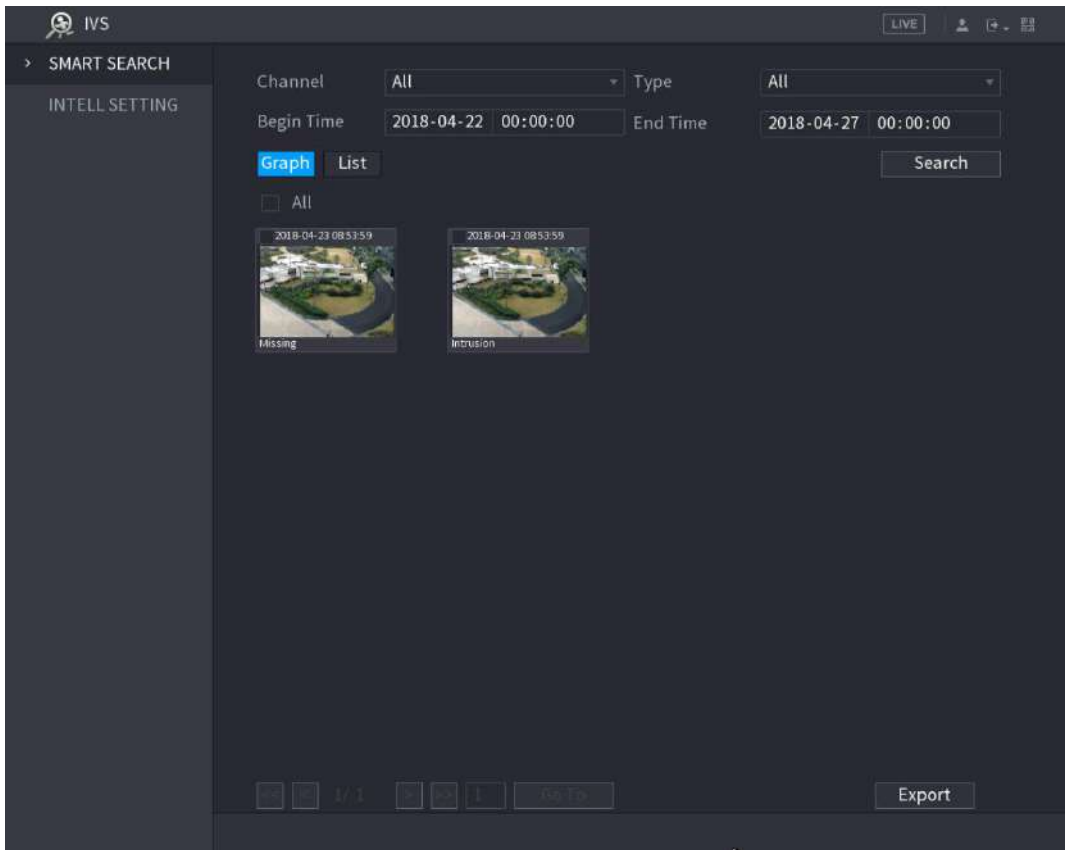 IVS LIVE
SMART SEARCH
INTELL SETTING
Channel All Type All
Begin Time 2018-04-22 00:00:00 End Time 2018-04-27 00:00:00
Graph List Search
All
2018-04-23 08:53:59 2018-04-23 08:53:59
Missing Intrusion
<< < 1/ 1 > >> 1 Go To Export